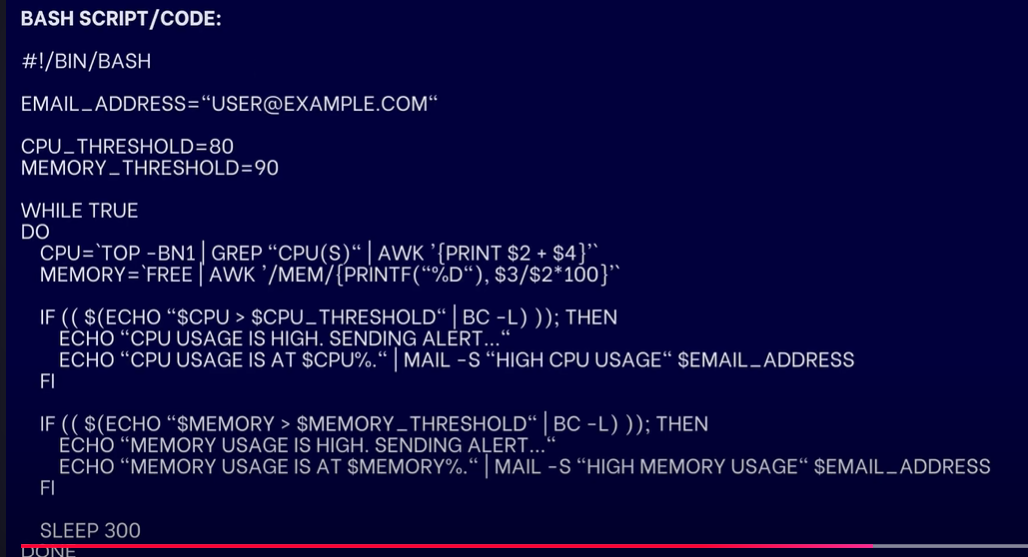 BASH SCRIPT/CODE:
#!/BIN/BASH
EMAIL_ADDRESS=“USER@EXAMPLE.COM“
CPU_THRESHOLD=80
MEMORY_THRESHOLD=90
WHILE TRUE
DO
CPU=`TOP -BN1 | GREP “CPU(S)“ | AWK ’{PRINT $2 + $4}’`
MEMORY=`FREE | AWK ’/MEM/{PRINTF(“%D“), $3/$2*100}’`
IF (( $(ECHO “$CPU > $CPU_THRESHOLD“ | BC -L) )); THEN
ECHO “CPU USAGE IS HIGH. SENDING ALERT...“
ECHO “CPU USAGE IS AT $CPU%.“ | MAIL -S “HIGH CPU USAGE“ $EMAIL_ADDRESS
FI
IF (( $(ECHO “$MEMORY > $MEMORY_THRESHOLD“ | BC -L) )); THEN
ECHO “MEMORY USAGE IS HIGH. SENDING ALERT...“
ECHO “MEMORY USAGE IS AT $MEMORY%.“ | MAIL -S “HIGH MEMORY USAGE“ $EMAIL_ADDRESS
FI
SLEEP 300
DONE